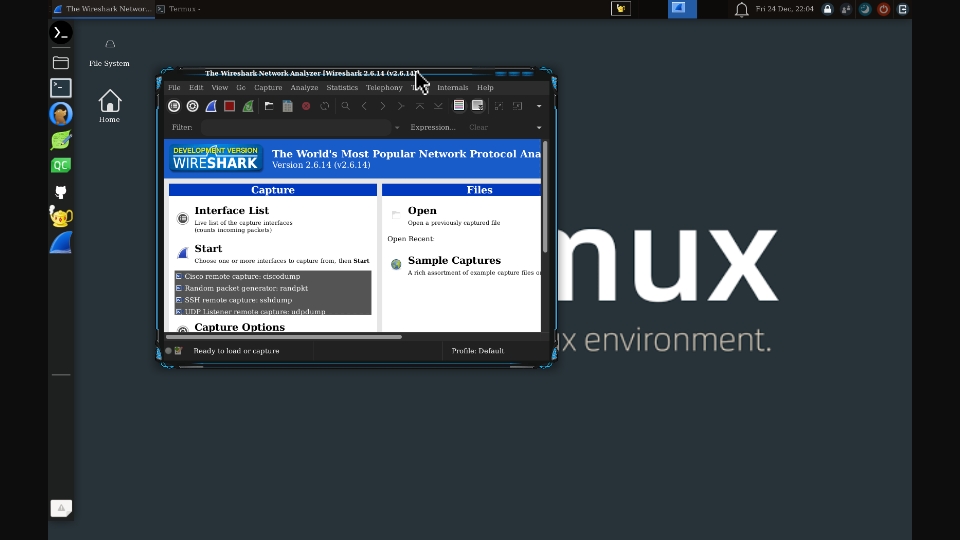 The Wireshark Networ...
Termux -
Fri 24 Dec, 22:04
File System
Home
The Wireshark Network Analyzer [Wireshark 2.6.14 (v2.6.14)
File Edit View Go Capture Analyze Statistics Telephony Internals Help
Filter: Expression... Clear
DEVELOPMENT VERSION
WIRESHARK
The World's Most Popular Network Protocol Ana
Version 2.6.14 (v2.6.14)
Capture
Interface List
Live list of the capture interfaces
(counts incoming packets)
Start
Choose one or more interfaces to capture from, then Start
Cisco remote capture: ciscodump
Random packet generator: randpkt
SSH remote capture: sshdump
UDP Listener remote capture: udpdump
Capture Options
Files
Open
Open a previously captured file
Open Recent:
Sample Captures
A rich assortment of example capture files o
Ready to load or capture
Profile: Default
QC
nux
x environment.